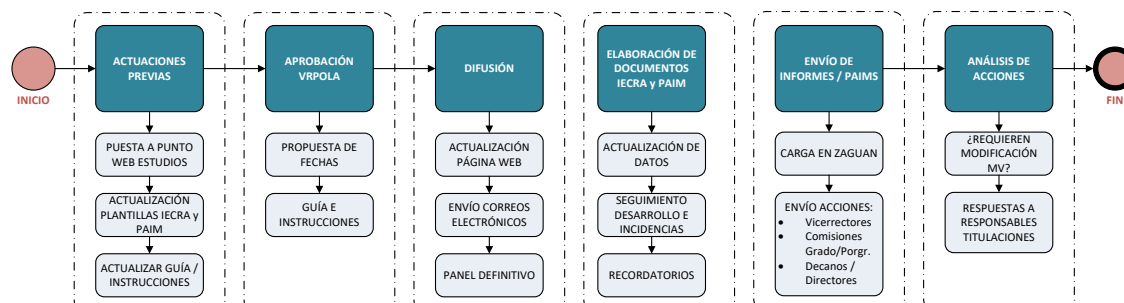 INICIO
ACTUACIONES
PREVIAS
PUESTA A PUNTO
WEB ESTUDIOS
ACTUALIZACIÓN
PLANTILLAS IECRA y
PAIM
ACTUALIZAR GUÍA /
INSTRUCCIONES
APROBACIÓN
VRPOLA
PROPUESTA DE
FECHAS
GUÍA E
INSTRUCCIONES
DIFUSIÓN
ACTUALIZACIÓN
PÁGINA WEB
ENVÍO CORREOS
ELECTRÓNICOS
PANEL DEFINITIVO
ELABORACIÓN DE
DOCUMENTOS
IECRA y PAIM
ACTUALIZACIÓN DE
DATOS
SEGUIMIENTO
DESARROLLO E
INCIDENCIAS
RECORDATORIOS
ENVÍO DE
INFORMES / PAIMS
CARGA EN ZAGUAN
ENVÍO ACCIONES:
• Vicerrectores
• Comisiones
Grado/Porgr.
• Decanos /
Directores
ANÁLISIS DE
ACCIONES
¿REQUIEREN
MODIFICACIÓN
MV?
RESPUESTAS A
RESPONSABLES
TITULACIONES
FIN